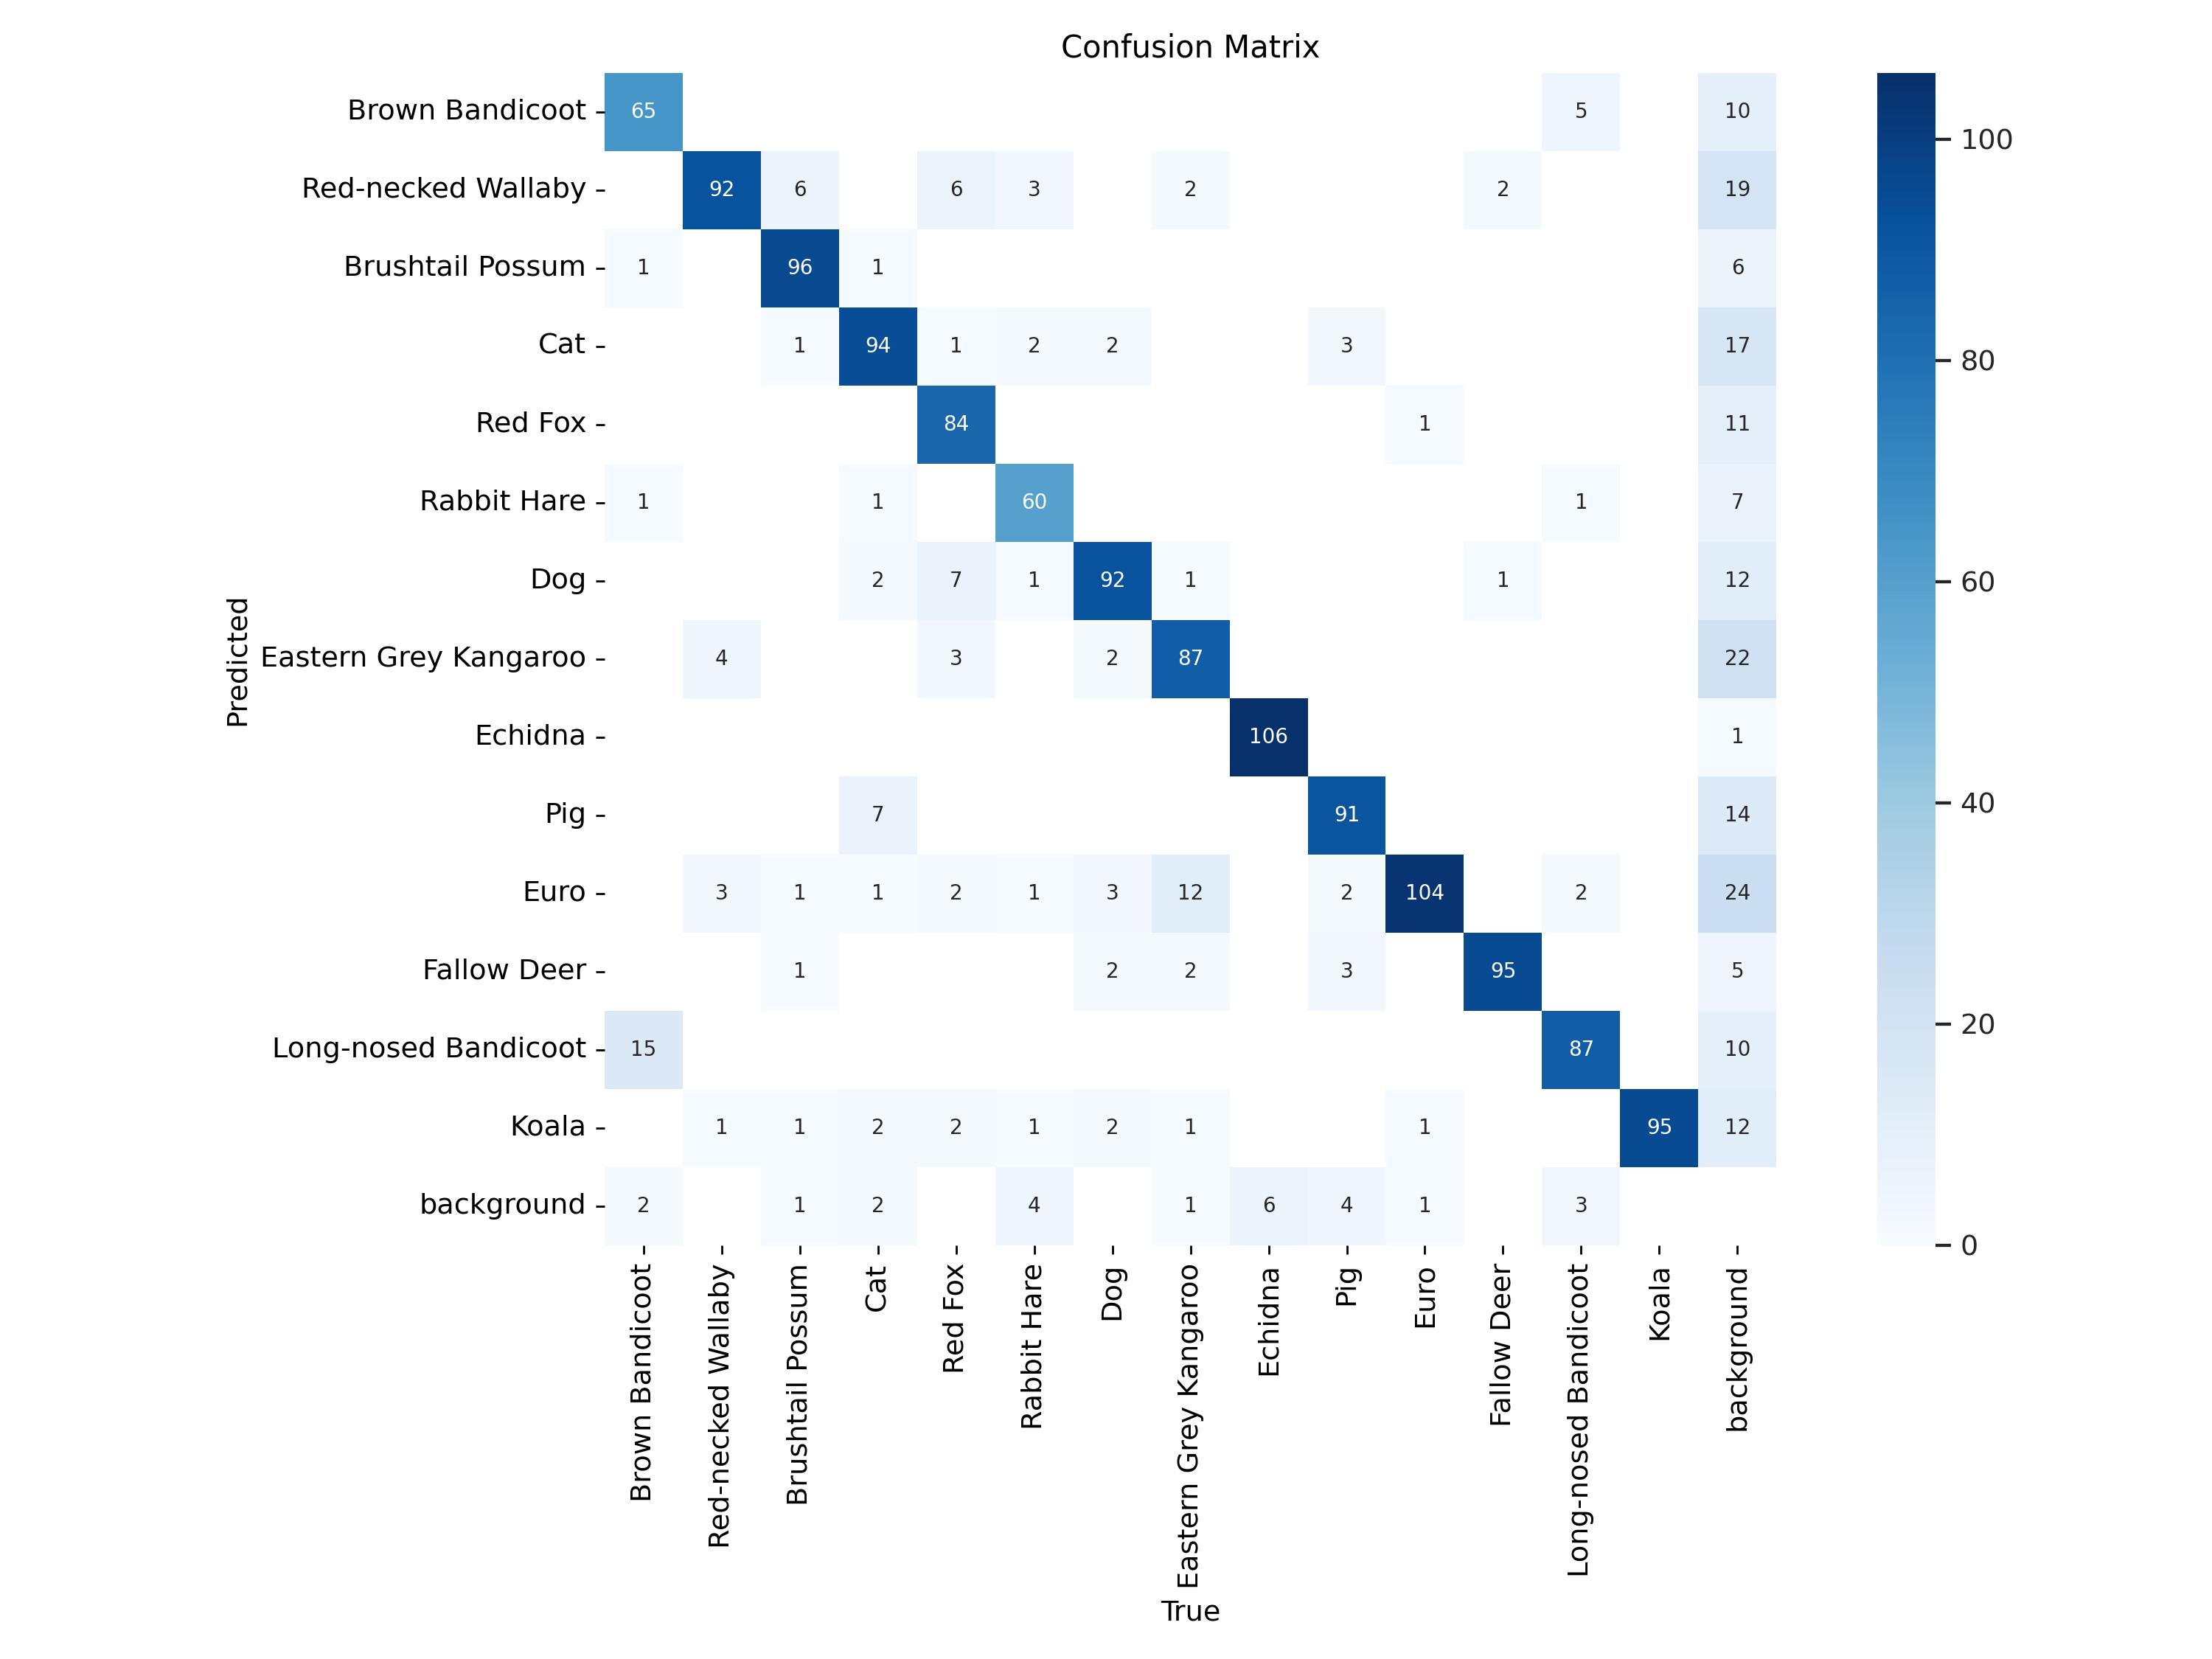 Confusion Matrix
Predicted
Brown Bandicoot 65 5 10
Red-necked Wallaby 92 6 6 3 2 2 19
Brushtail Possum 1 96 1 6
Cat 1 94 1 2 2 3 17
Red Fox 84 1 11
Rabbit Hare 1 1 60 1 7
Dog 2 7 1 92 1 1 12
Eastern Grey Kangaroo 4 3 2 87 22
Echidna 106 1
Pig 7 91 14
Euro 3 1 1 2 1 3 12 2 104 2 24
Fallow Deer 1 2 2 3 95 5
Long-nosed Bandicoot 15 87 10
Koala 1 1 2 2 1 2 1 1 95 12
background 2 1 2 4 1 6 4 1 3
Brown Bandicoot
Red-necked Wallaby
Brushtail Possum
Cat
Red Fox
Rabbit Hare
Dog
Eastern Grey Kangaroo
Echidna
Pig
Euro
Fallow Deer
Long-nosed Bandicoot
Koala
background
True
100
80
60
40
20
0